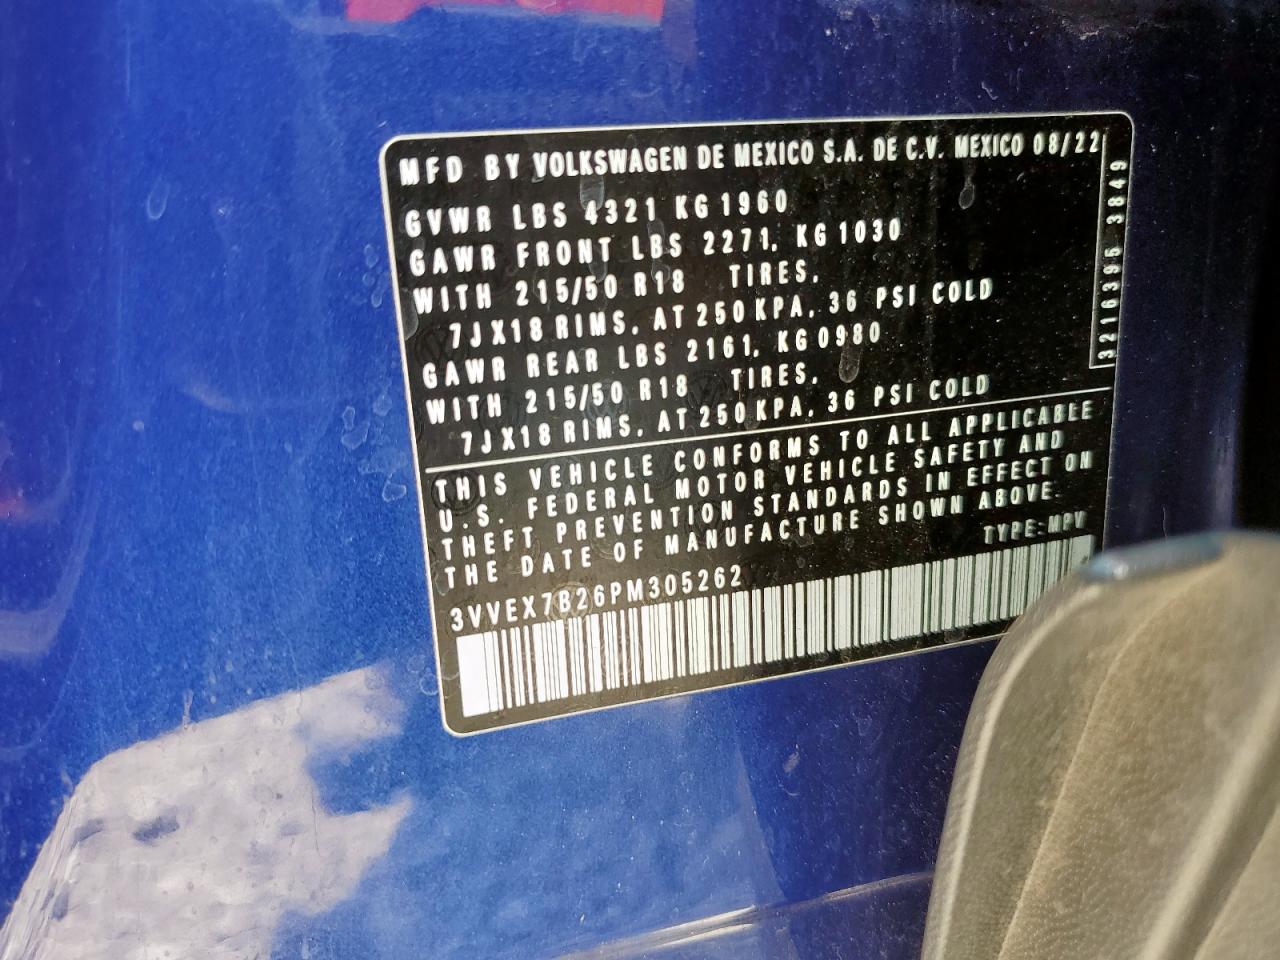 MFD BY VOLKSWAGEN DE MEXICO S.A. DE C.V. MEXICO 08/22
GVWR LBS 4321 KG 1960
GAWR FRONT LBS 2271, KG 1030
WITH 215/50 R18 TIRES,
7JX18 RIMS, AT 250 KPA, 36 PSI COLD
GAWR REAR LBS 2161, KG 0980
WITH 215/50 R18 TIRES,
7JX18 RIMS, AT 250 KPA, 36 PSI COLD
3216395 3849
THIS VEHICLE CONFORMS TO ALL APPLICABLE
U.S. FEDERAL MOTOR VEHICLE SAFETY AND
THEFT PREVENTION STANDARDS IN EFFECT ON
THE DATE OF MANUFACTURE SHOWN ABOVE.
TYPE: MPV
3VVEX7B26PM305262